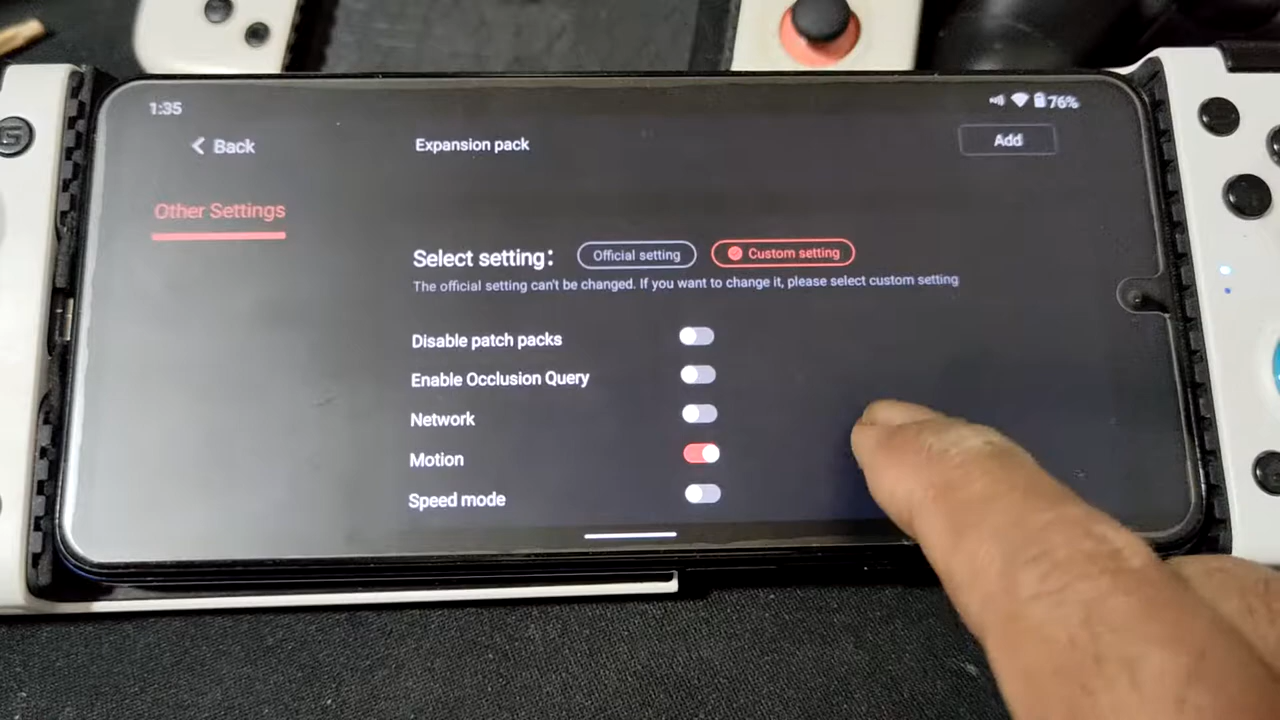 1:35
76%
Back
Expansion pack
Add
Other Settings
Select setting:
Official setting
Custom setting
The official setting can't be changed. If you want to change it, please select custom setting
Disable patch packs
Enable Occlusion Query
Network
Motion
Speed mode